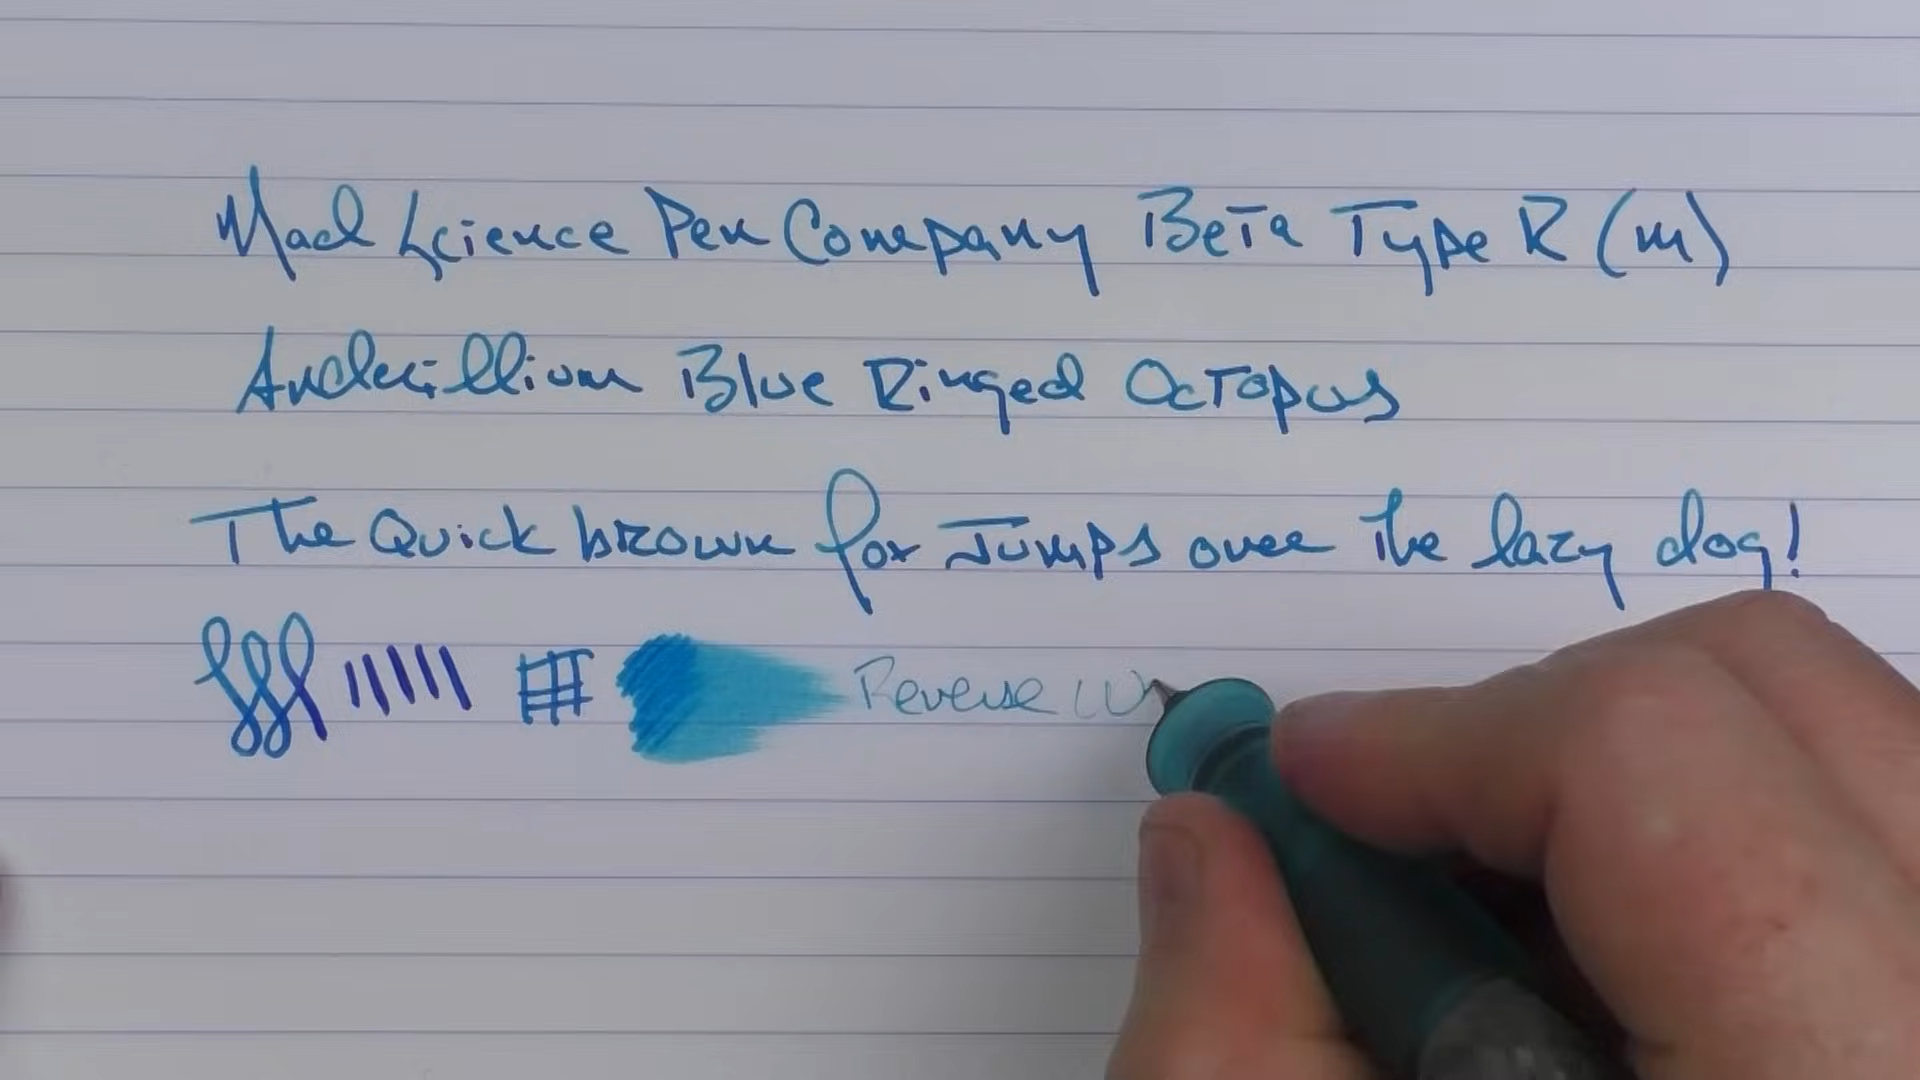 Mad Science Pen Company Beta Type R (m)
Anderillium Blue Ringed Octopus
The Quick brown fox Jumps over the lazy dog!
Reverse Wr